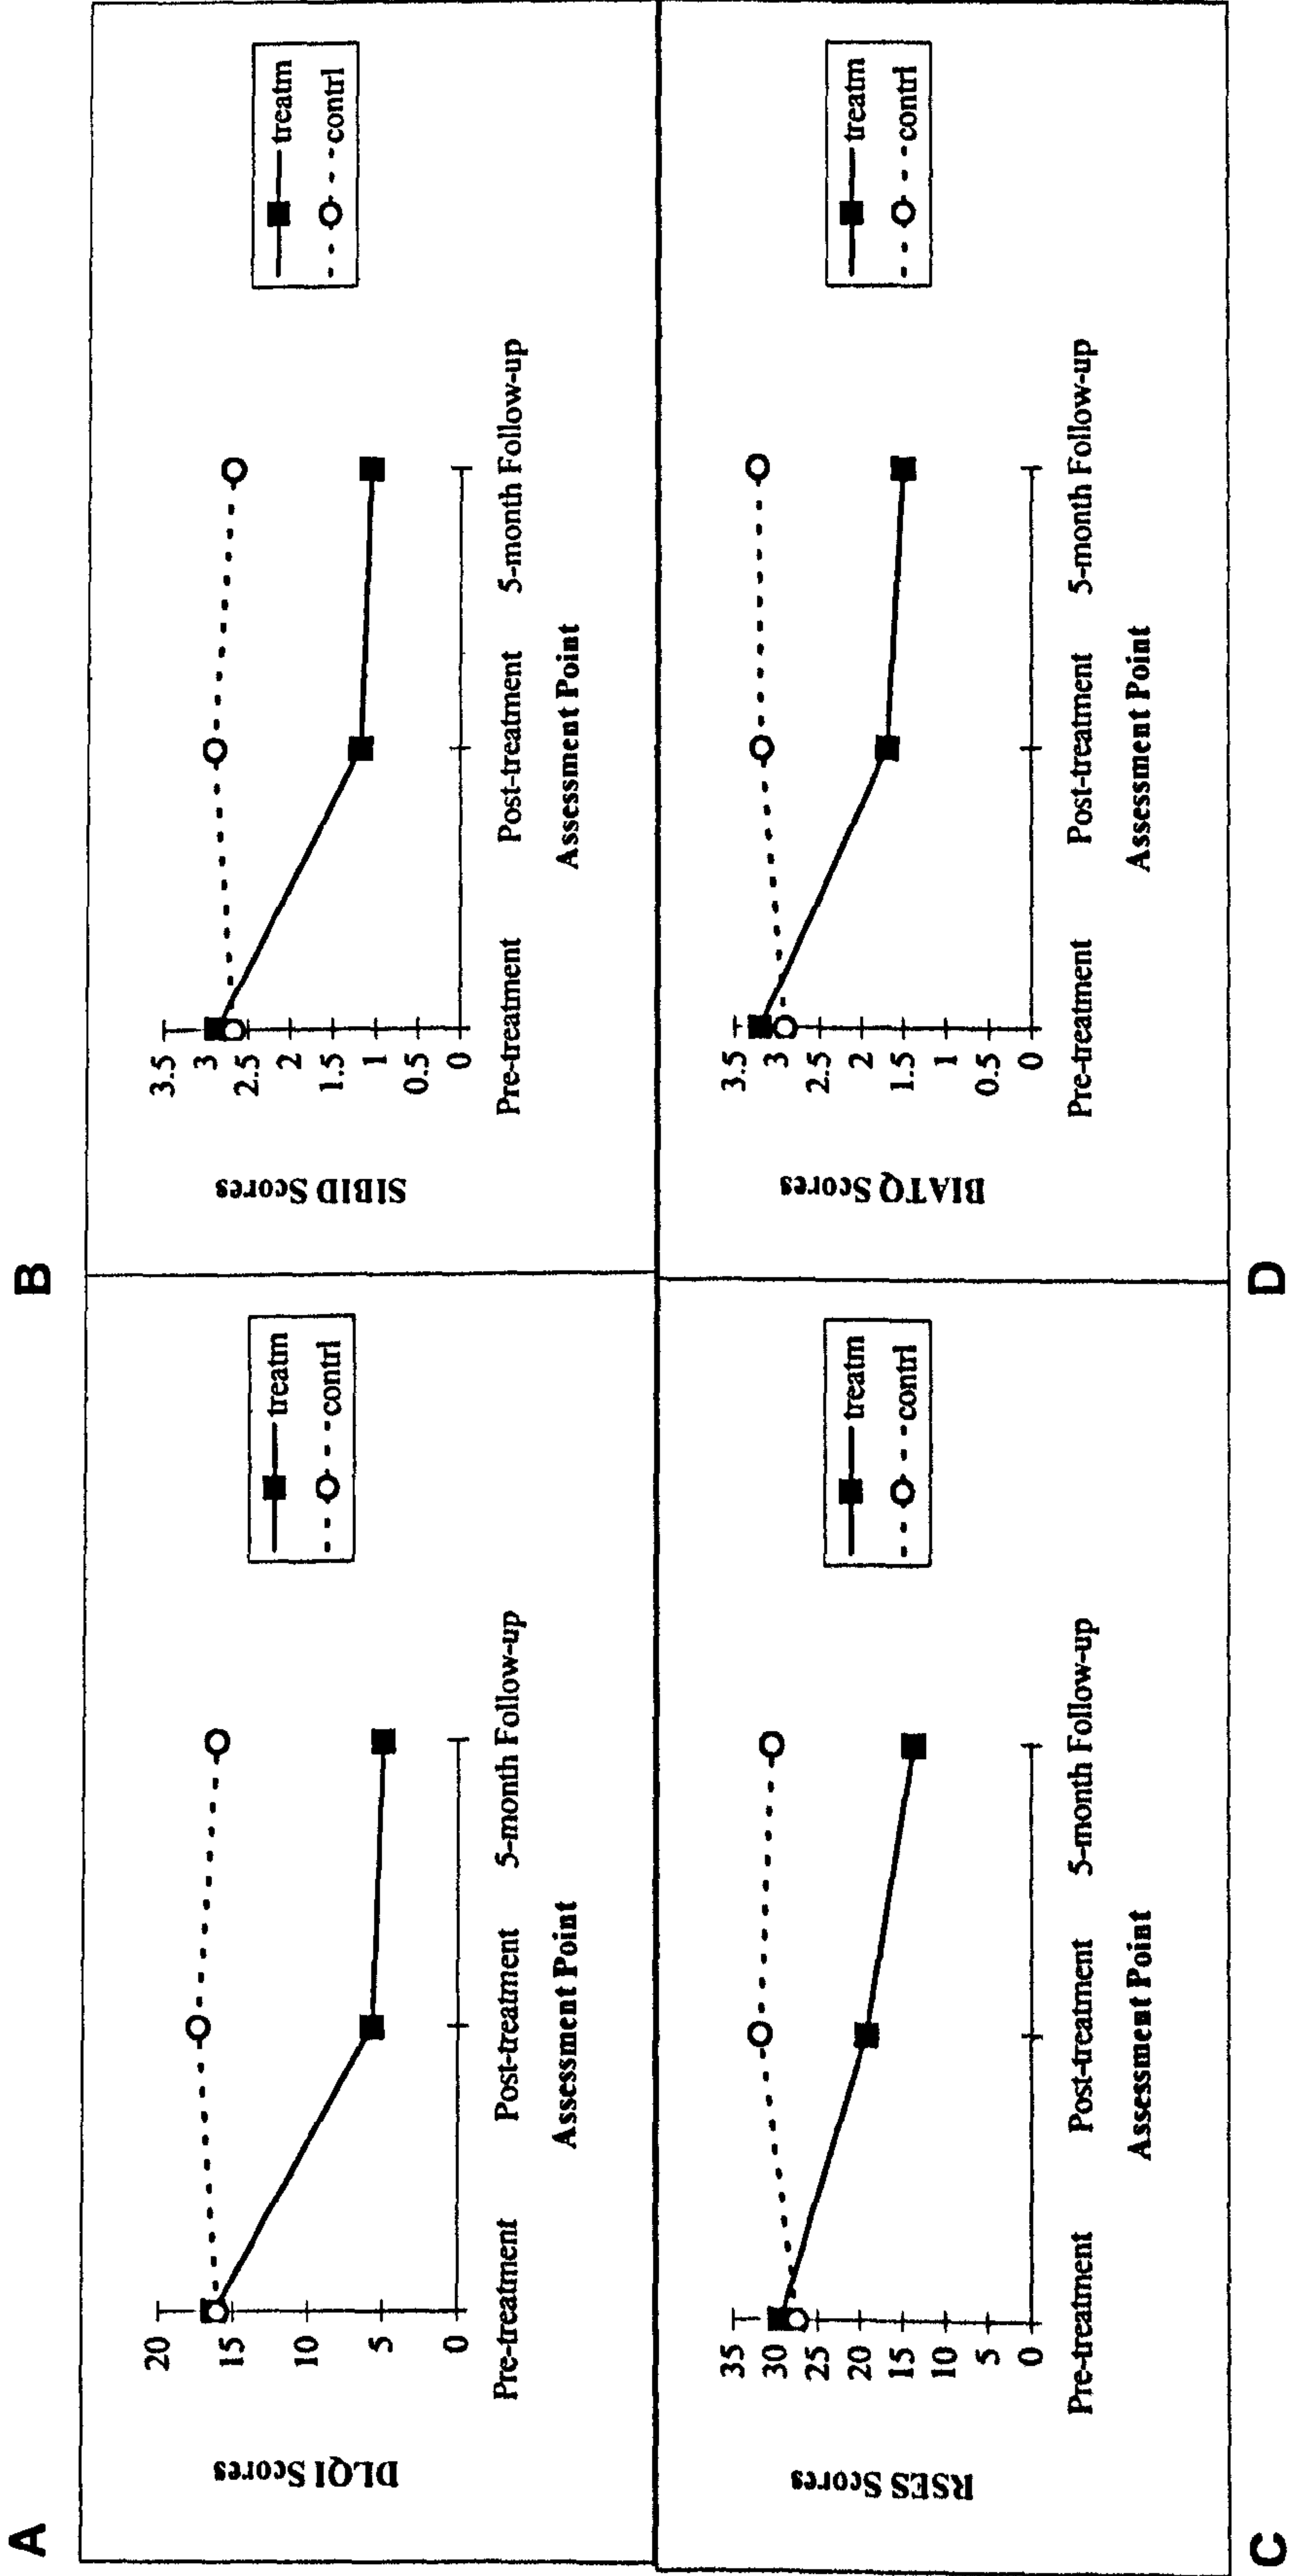 A
DLQI Scores
20
15
10
5
0
Pre-treatment Post-treatment 5-month Follow-up
Assessment Point
treatm
contrl
B
SIBID Scores
3.5
3
2.5
2
1.5
1
0.5
0
Pre-treatment Post-treatment 5-month Follow-up
Assessment Point
treatm
contrl
C
RSES Scores
35
30
25
20
15
10
5
0
Pre-treatment Post-treatment 5-month Follow-up
Assessment Point
treatm
contrl
D
BIATQ Scores
3.5
3
2.5
2
1.5
1
0.5
0
Pre-treatment Post-treatment 5-month Follow-up
Assessment Point
treatm
contrl